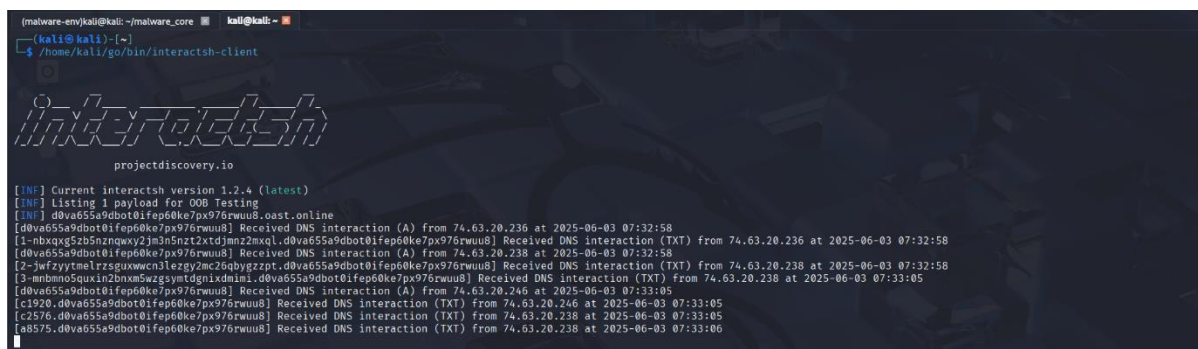 (malware-env)kali@kali: ~/malware_core kali@kali: ~
(kali㉿kali)-[~]
$ /home/kali/go/bin/interactsh-client
interactsh
projectdiscovery.io
[INF] Current interactsh version 1.2.4 (latest)
[INF] Listing 1 payload for OOB Testing
[INF] d0va655a9dbot0ifep60ke7px976rwuu8.oast.online
[d0va655a9dbot0ifep60ke7px976rwuu8] Received DNS interaction (A) from 74.63.20.236 at 2025-06-03 07:32:58
[1-nbxqxg5zb5nznqwxy2jm3n5nzt2xtdjmnz2mxql.d0va655a9dbot0ifep60ke7px976rwuu8] Received DNS interaction (TXT) from 74.63.20.236 at 2025-06-03 07:32:58
[d0va655a9dbot0ifep60ke7px976rwuu8] Received DNS interaction (A) from 74.63.20.238 at 2025-06-03 07:32:58
[2-jwfzyytmelrzsguxwwcn3lezgy2mc26qbygzzpt.d0va655a9dbot0ifep60ke7px976rwuu8] Received DNS interaction (TXT) from 74.63.20.238 at 2025-06-03 07:32:58
[3-mnbmno5quxin2bnxm5wzgsymtdgnixdmimi.d0va655a9dbot0ifep60ke7px976rwuu8] Received DNS interaction (TXT) from 74.63.20.238 at 2025-06-03 07:33:05
[d0va655a9dbot0ifep60ke7px976rwuu8] Received DNS interaction (A) from 74.63.20.246 at 2025-06-03 07:33:05
[c1920.d0va655a9dbot0ifep60ke7px976rwuu8] Received DNS interaction (TXT) from 74.63.20.246 at 2025-06-03 07:33:05
[c2576.d0va655a9dbot0ifep60ke7px976rwuu8] Received DNS interaction (TXT) from 74.63.20.238 at 2025-06-03 07:33:05
[a8575.d0va655a9dbot0ifep60ke7px976rwuu8] Received DNS interaction (TXT) from 74.63.20.238 at 2025-06-03 07:33:06